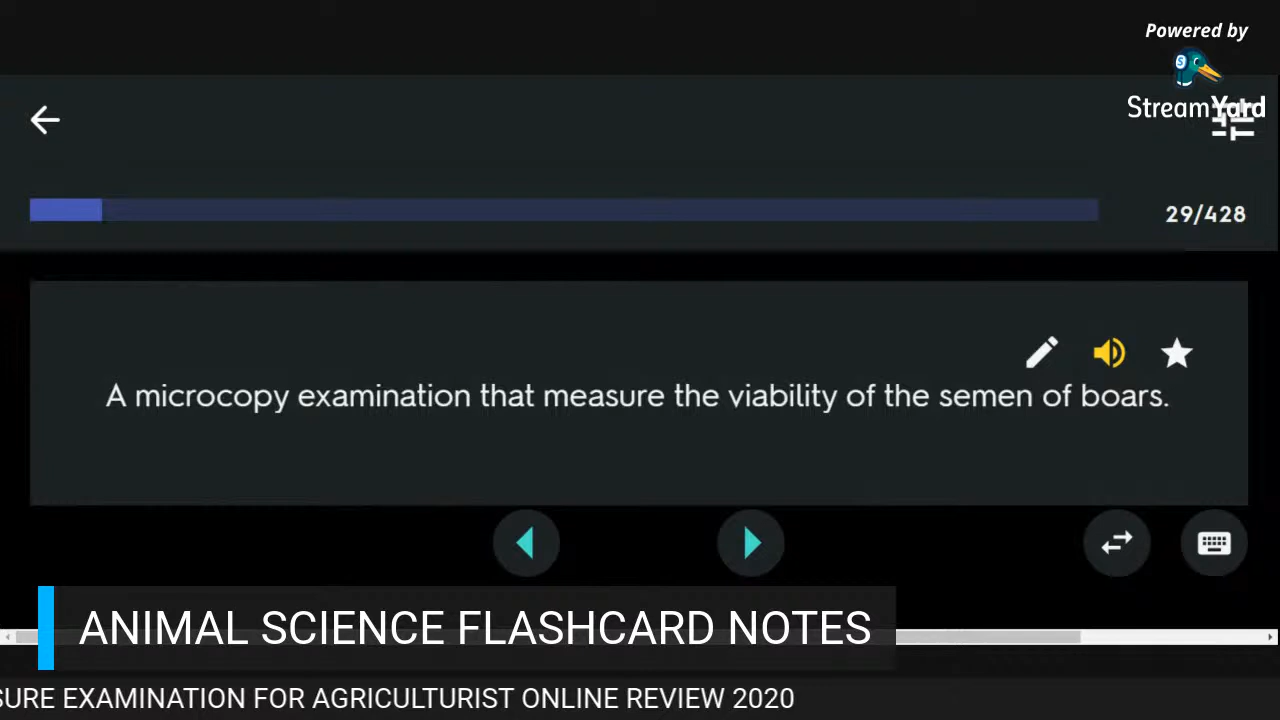 Powered by
StreamYard
29/428
A microcopy examination that measure the viability of the semen of boars.
ANIMAL SCIENCE FLASHCARD NOTES
SURE EXAMINATION FOR AGRICULTURIST ONLINE REVIEW 2020